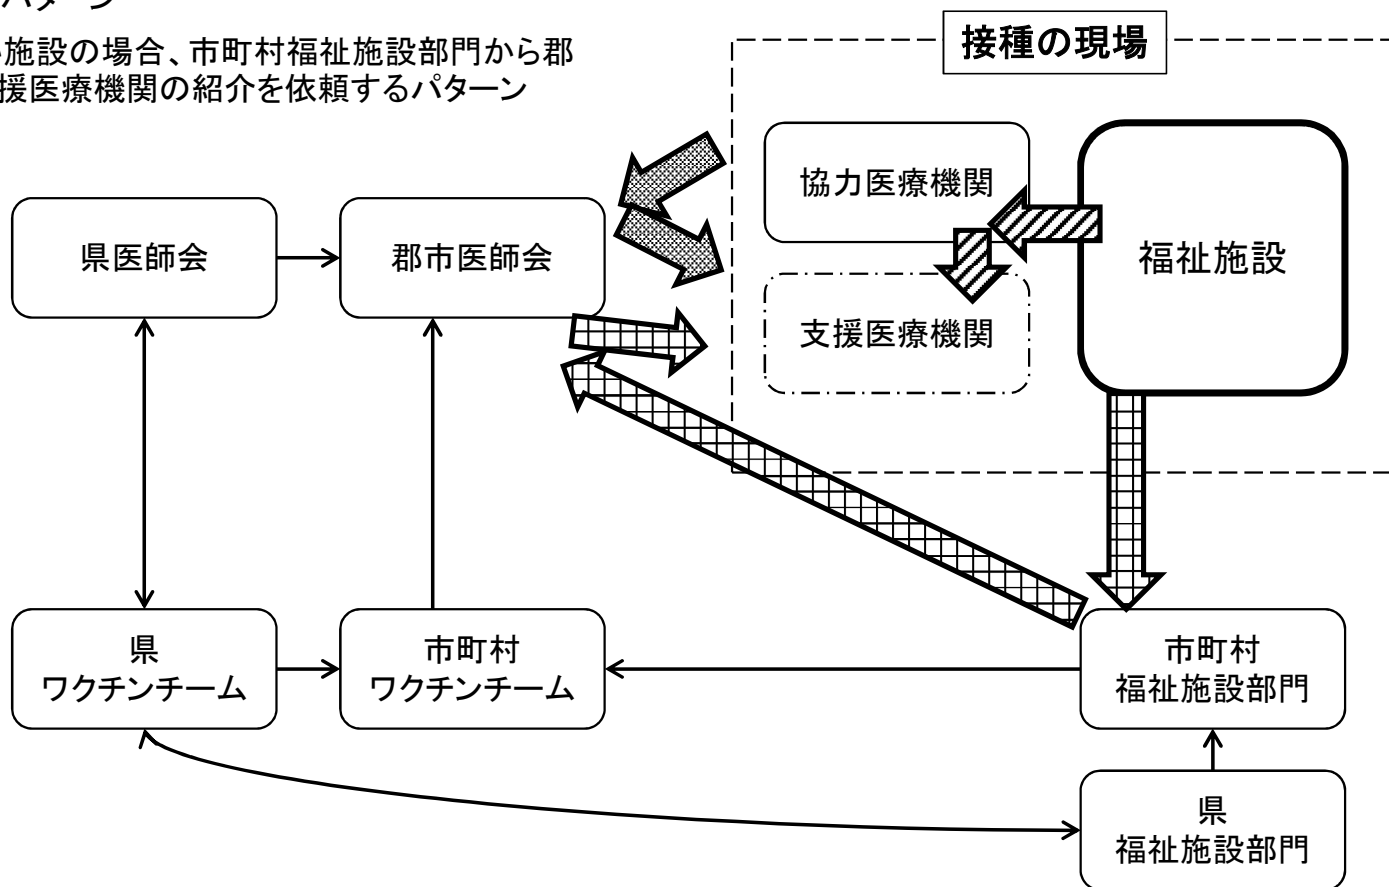 パターン
施設の場合、市町村福祉施設部門から郡
援医療機関の紹介を依頼するパターン
接種の現場
協力医療機関
福祉施設
県医師会
郡市医師会
支援医療機関
県
ワクチンチーム
市町村
ワクチンチーム
市町村
福祉施設部門
県
福祉施設部門